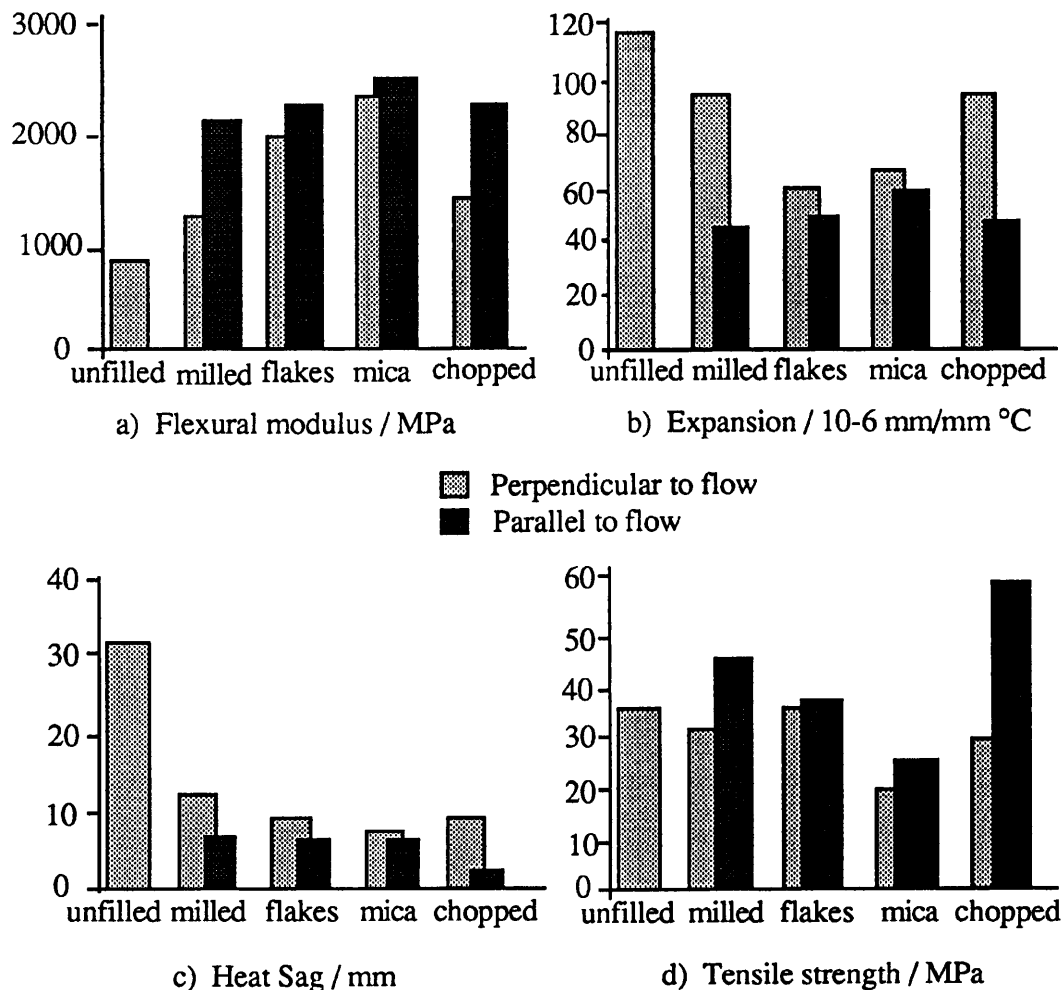 3000
2000
1000
0
unfilled milled flakes mica chopped
a) Flexural modulus / MPa
120
100
80
60
40
20
0
unfilled milled flakes mica chopped
b) Expansion / 10-6 mm/mm °C
Perpendicular to flow
Parallel to flow
40
30
20
10
0
unfilled milled flakes mica chopped
c) Heat Sag / mm
60
50
40
30
20
10
0
unfilled milled flakes mica chopped
d) Tensile strength / MPa